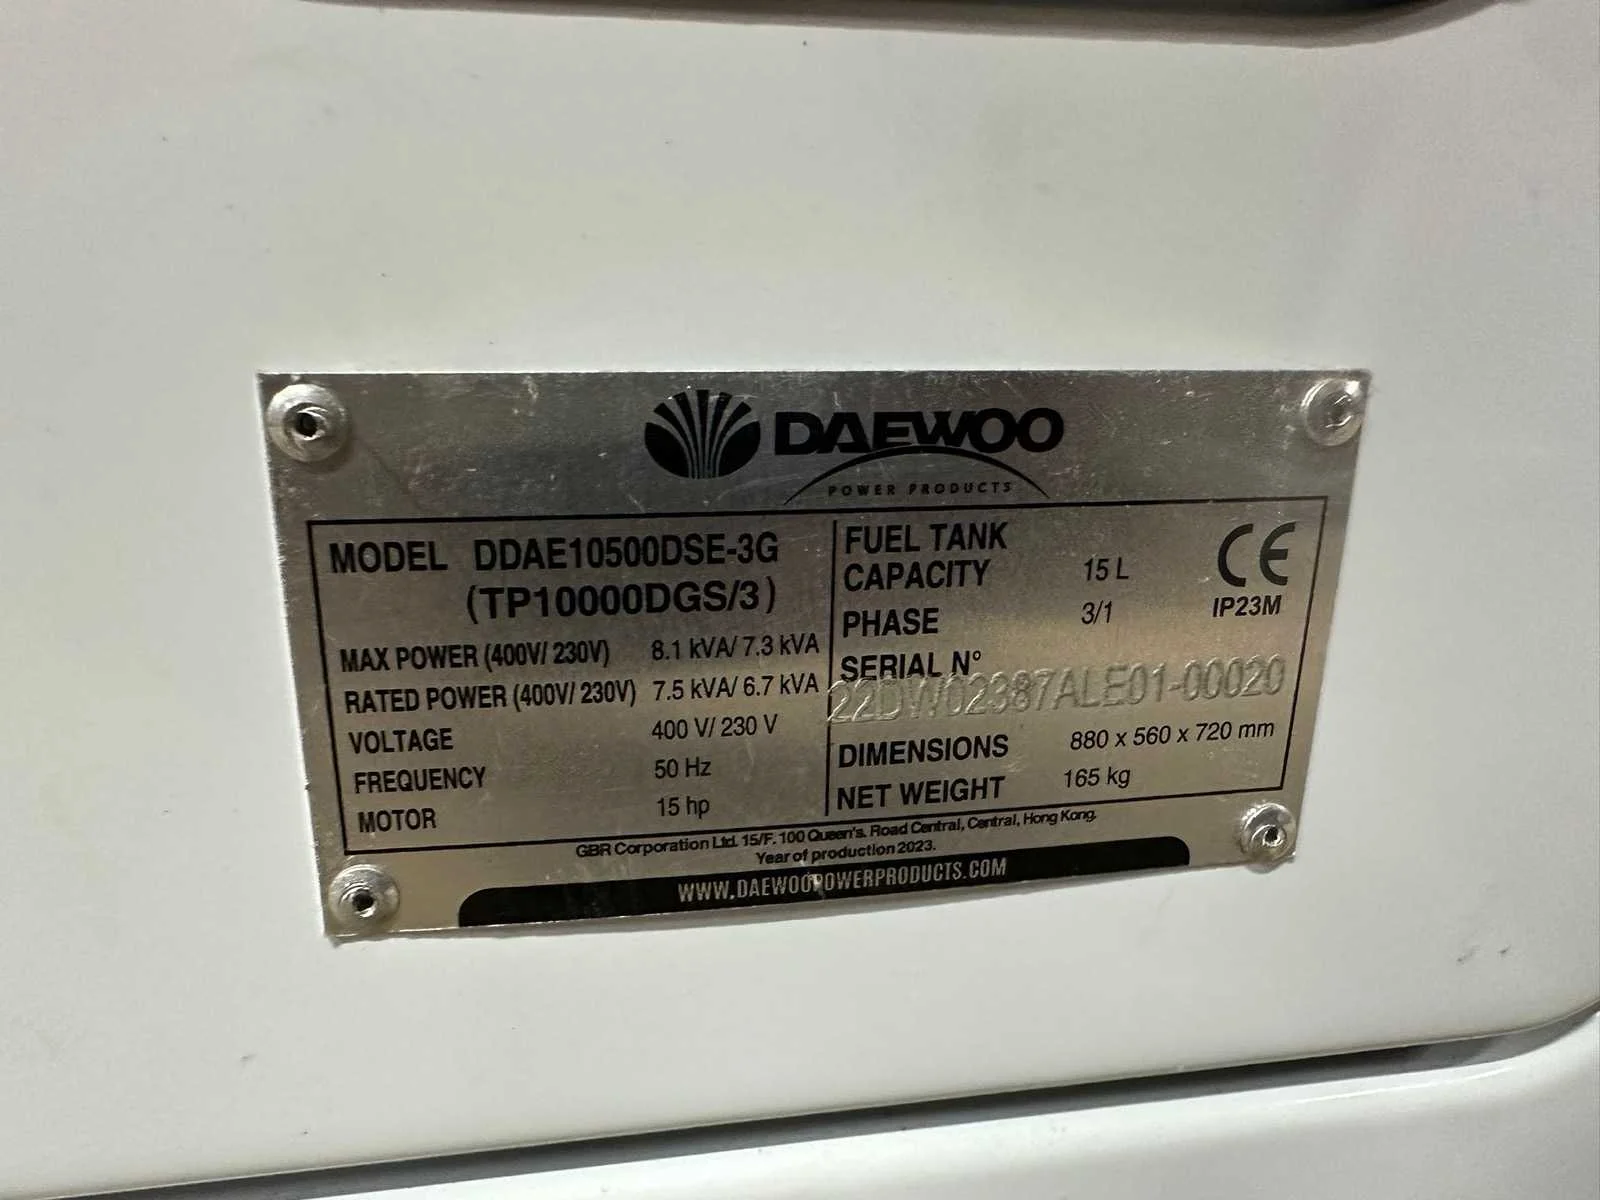 DAEWOO
POWER PRODUCTS
MODEL DDAE10500DSE-3G
(TP10000DGS/3)
MAX POWER (400V/ 230V) 8.1 kVA/ 7.3 kVA
RATED POWER (400V/ 230V) 7.5 kVA/ 6.7 kVA
VOLTAGE 400 V/ 230 V
FREQUENCY 50 Hz
MOTOR 15 hp
FUEL TANK
CAPACITY 15 L
CE
PHASE 3/1
IP23M
SERIAL N°
22DW02387ALE01-00020
DIMENSIONS 880 x 560 x 720 mm
NET WEIGHT 165 kg
GBR Corporation Ltd. 15/F. 100 Queen's. Road Central, Central, Hong Kong.
Year of production 2023.
WWW.DAEWOOPOWERPRODUCTS.COM